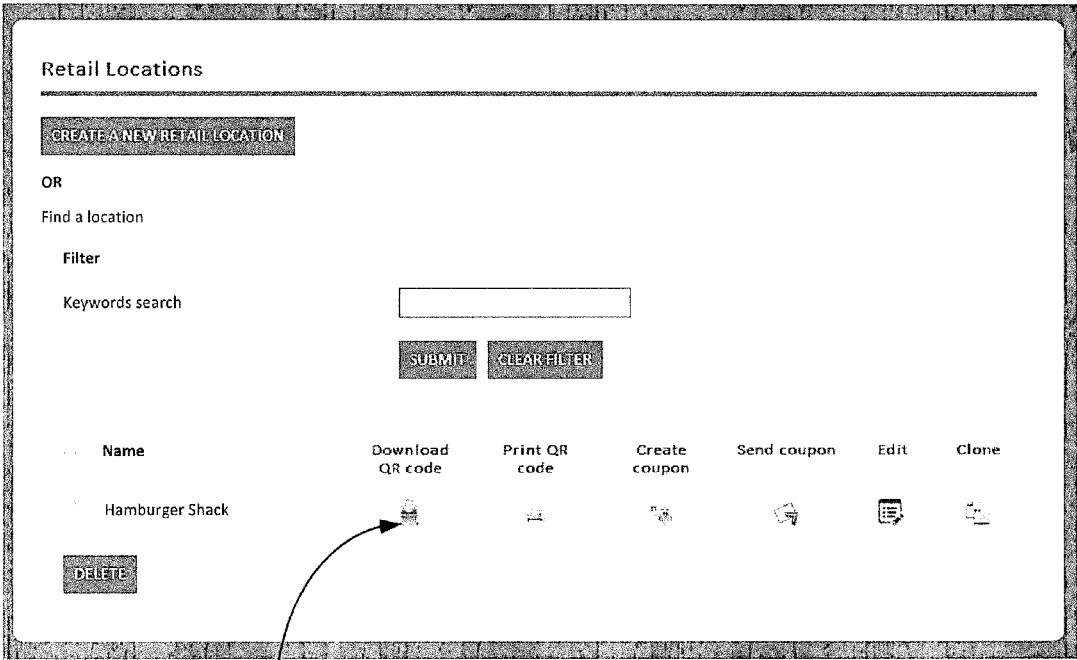 Retail Locations
CREATE A NEW RETAIL LOCATION
OR
Find a location
Filter
Keywords search
SUBMIT CLEAR FILTER
Name Download QR code Print QR code Create coupon Send coupon Edit Clone
Hamburger Shack
DELETE